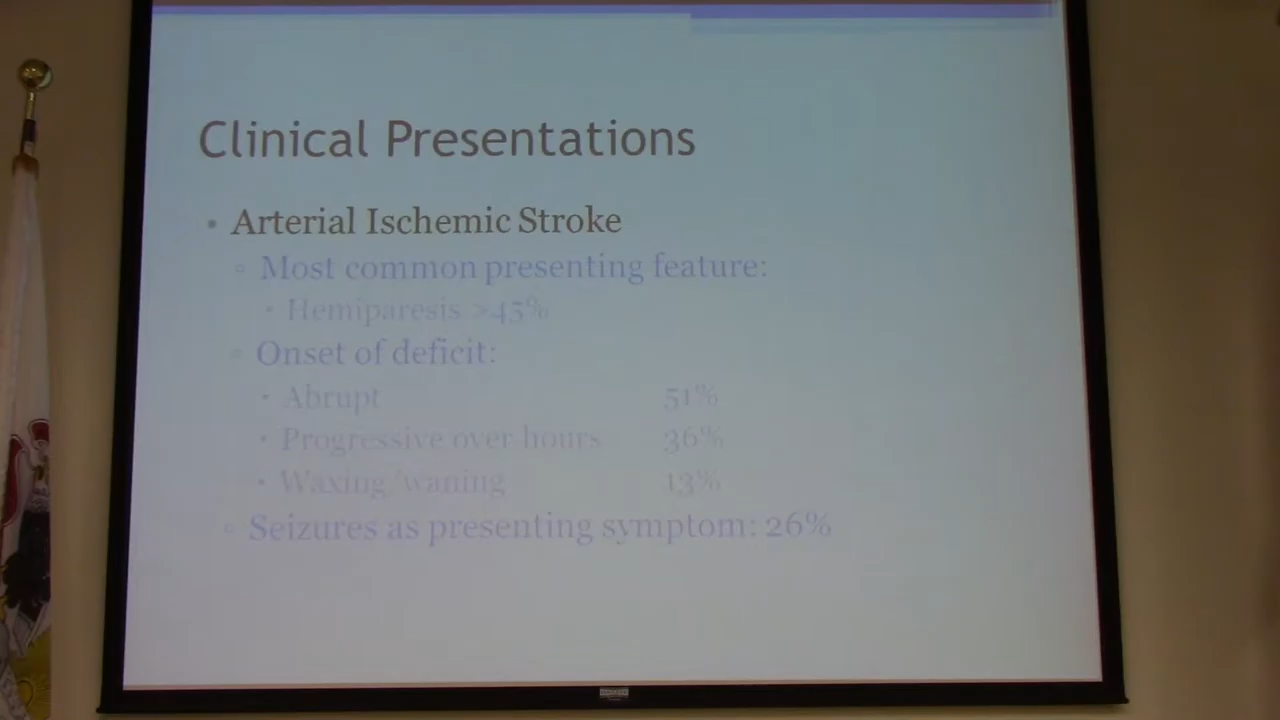 Clinical Presentations
• Arterial Ischemic Stroke
▫ Most common presenting feature:
• Hemiparesis >45%
▫ Onset of deficit:
• Abrupt 51%
• Progressive over hours 36%
• Waxing/waning 13%
▫ Seizures as presenting symptom: 26%